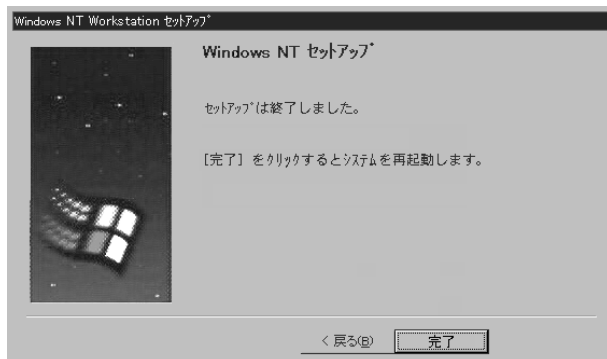 Windows NT Workstation ｾｯﾄｱｯﾌﾟ
Windows NT ｾｯﾄｱｯﾌﾟ
ｾｯﾄｱｯﾌﾟは終了しました。
[完了] をｸﾘｯｸするとｼｽﾃﾑを再起動します。
< 戻る(B)
完了